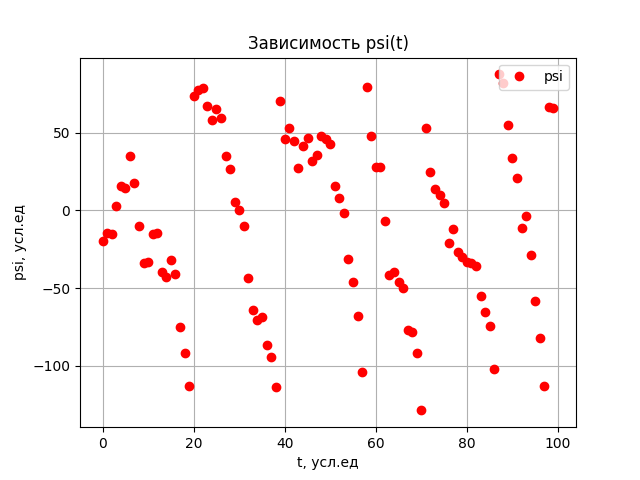 Зависимость psi(t)
psi
psi, усл.ед
50
0
−50
−100
0 20 40 60 80 100
t, усл.ед